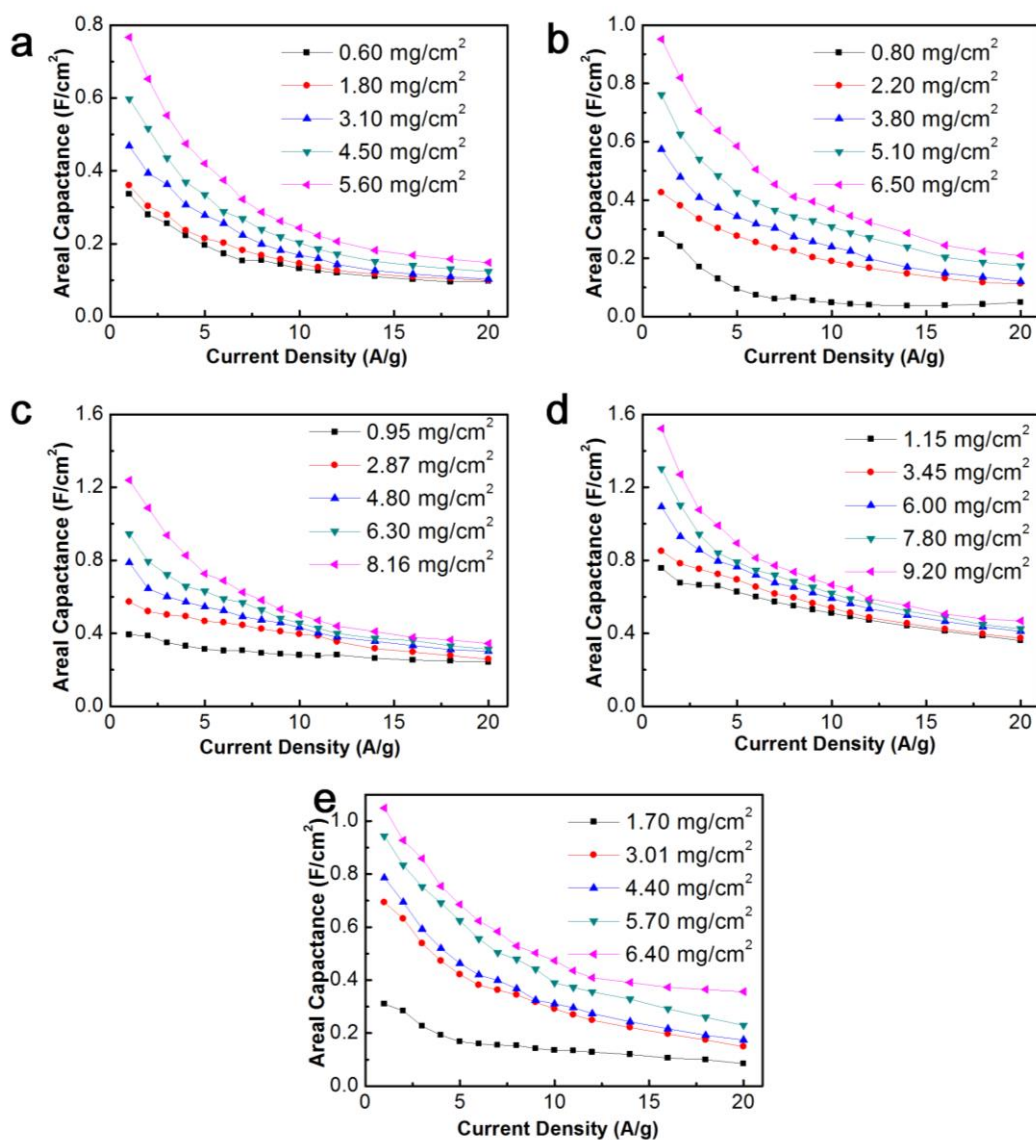 a
0.60 mg/cm²
1.80 mg/cm²
3.10 mg/cm²
4.50 mg/cm²
5.60 mg/cm²
Areal Capactance (F/cm²)
0.8
0.6
0.4
0.2
0.0
0 5 10 15 20
Current Density (A/g)
b
0.80 mg/cm²
2.20 mg/cm²
3.80 mg/cm²
5.10 mg/cm²
6.50 mg/cm²
Areal Capactance (F/cm²)
1.0
0.8
0.6
0.4
0.2
0.0
0 5 10 15 20
Current Density (A/g)
c
0.95 mg/cm²
2.87 mg/cm²
4.80 mg/cm²
6.30 mg/cm²
8.16 mg/cm²
Areal Capactance (F/cm²)
1.6
1.2
0.8
0.4
0.0
0 5 10 15 20
Current Density (A/g)
d
1.15 mg/cm²
3.45 mg/cm²
6.00 mg/cm²
7.80 mg/cm²
9.20 mg/cm²
Areal Capactance (F/cm²)
1.6
1.2
0.8
0.4
0.0
0 5 10 15 20
Current Density (A/g)
e
1.70 mg/cm²
3.01 mg/cm²
4.40 mg/cm²
5.70 mg/cm²
6.40 mg/cm²
Areal Capactance (F/cm²)
1.0
0.8
0.6
0.4
0.2
0.0
0 5 10 15 20
Current Density (A/g)